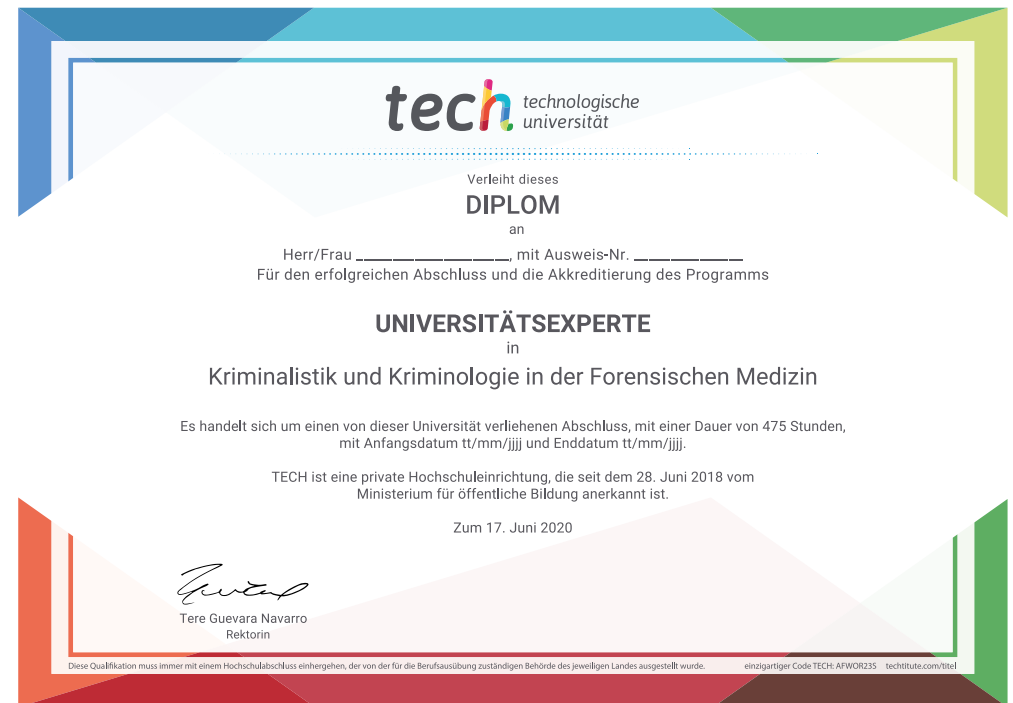 tech technologische
universität
Verleiht dieses
DIPLOM
an
Herr/Frau ________________, mit Ausweis-Nr. ____________
Für den erfolgreichen Abschluss und die Akkreditierung des Programms
UNIVERSITÄTSEXPERTE
in
Kriminalistik und Kriminologie in der Forensischen Medizin
Es handelt sich um einen von dieser Universität verliehenen Abschluss, mit einer Dauer von 475 Stunden,
mit Anfangsdatum tt/mm/jjjj und Enddatum tt/mm/jjjj.
TECH ist eine private Hochschuleinrichtung, die seit dem 28. Juni 2018 vom
Ministerium für öffentliche Bildung anerkannt ist.
Zum 17. Juni 2020
Tere Guevara Navarro
Rektorin
Diese Qualifikation muss immer mit einem Hochschulabschluss einhergehen, der von der für die Berufsausübung zuständigen Behörde des jeweiligen Landes ausgestellt wurde. einzigartiger Code TECH: AFWOR235 techtitute.com/titel